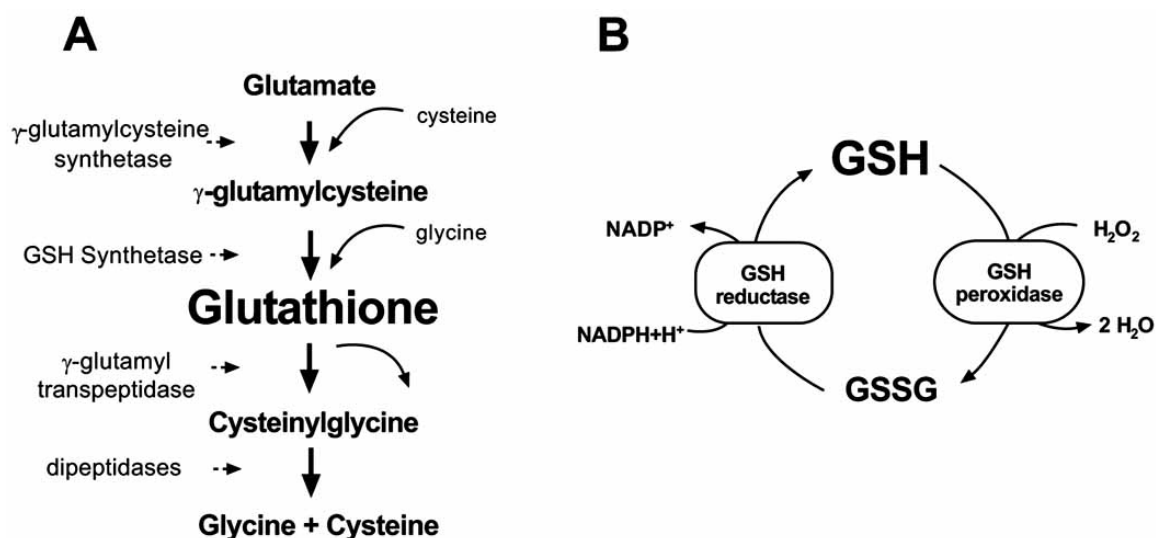 A
Glutamate
cysteine
γ-glutamylcysteine
synthetase
γ-glutamylcysteine
glycine
GSH Synthetase
Glutathione
γ-glutamyl
transpeptidase
Cysteinylglycine
dipeptidases
Glycine + Cysteine
B
GSH
NADP⁺
H₂O₂
GSH
reductase
GSH
peroxidase
NADPH+H⁺
2 H₂O
GSSG